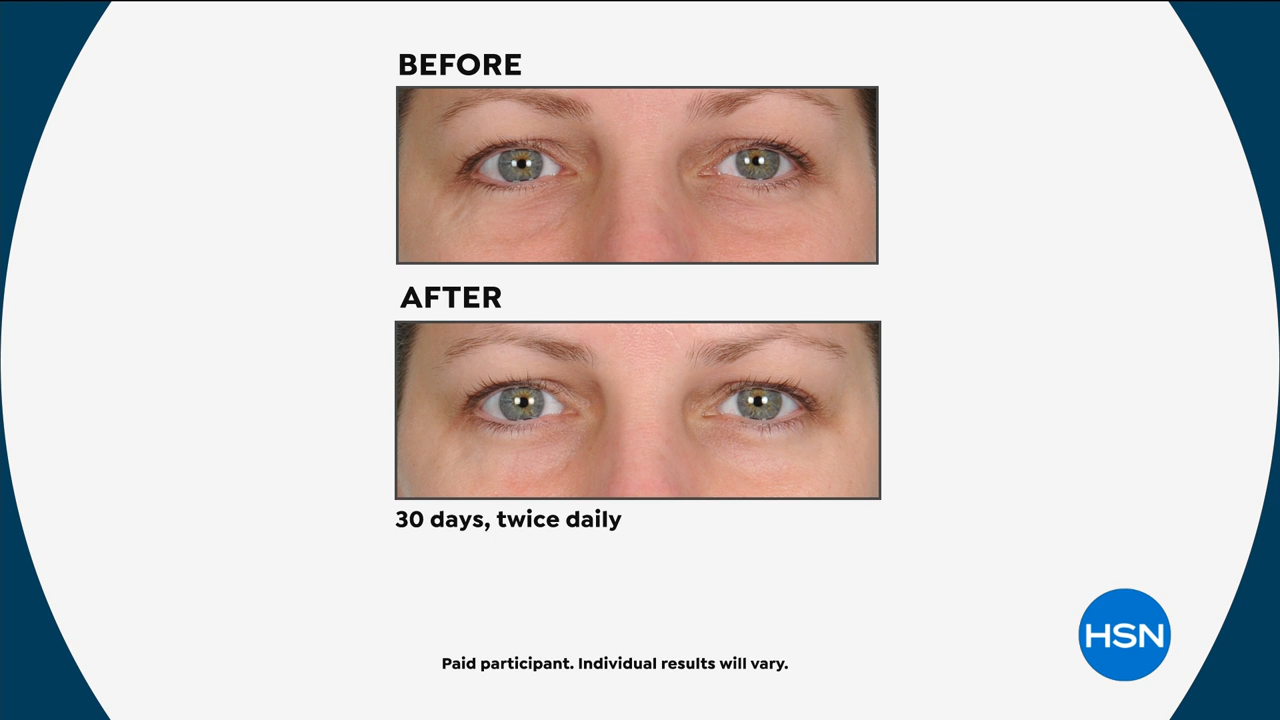 BEFORE
AFTER
30 days, twice daily
HSN
Paid participant. Individual results will vary.